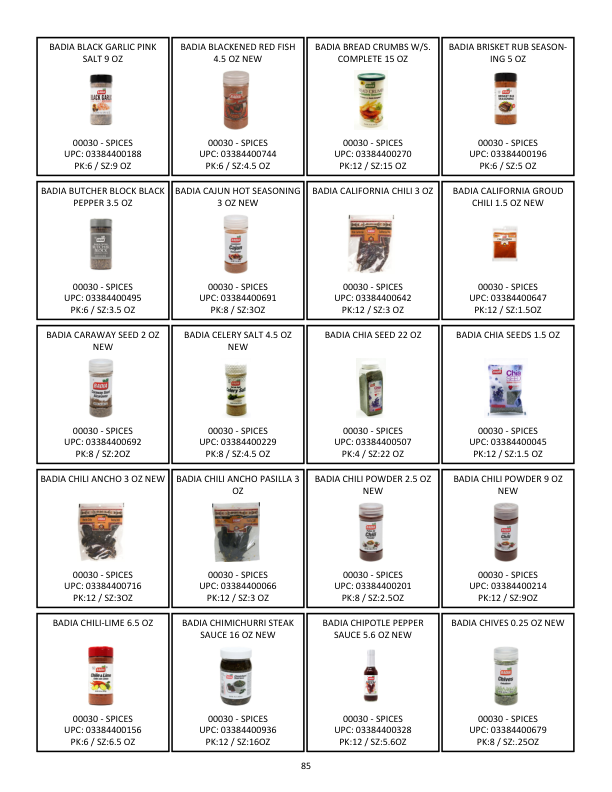 BADIA BLACK GARLIC PINK
SALT 9 OZ
00030 - SPICES
UPC: 03384400188
PK:6 / SZ:9 OZ
BADIA BLACKENED RED FISH
4.5 OZ NEW
00030 - SPICES
UPC: 03384400744
PK:6 / SZ:4.5 OZ
BADIA BREAD CRUMBS W/S.
COMPLETE 15 OZ
00030 - SPICES
UPC: 03384400270
PK:12 / SZ:15 OZ
BADIA BRISKET RUB SEASON-
ING 5 OZ
00030 - SPICES
UPC: 03384400196
PK:6 / SZ:5 OZ
BADIA BUTCHER BLOCK BLACK
PEPPER 3.5 OZ
00030 - SPICES
UPC: 03384400495
PK:6 / SZ:3.5 OZ
BADIA CAJUN HOT SEASONING
3 OZ NEW
00030 - SPICES
UPC: 03384400691
PK:8 / SZ:3OZ
BADIA CALIFORNIA CHILI 3 OZ
00030 - SPICES
UPC: 03384400642
PK:12 / SZ:3 OZ
BADIA CALIFORNIA GROUD
CHILI 1.5 OZ NEW
00030 - SPICES
UPC: 03384400647
PK:12 / SZ:1.5OZ
BADIA CARAWAY SEED 2 OZ
NEW
00030 - SPICES
UPC: 03384400692
PK:8 / SZ:2OZ
BADIA CELERY SALT 4.5 OZ
NEW
00030 - SPICES
UPC: 03384400229
PK:8 / SZ:4.5 OZ
BADIA CHIA SEED 22 OZ
00030 - SPICES
UPC: 03384400507
PK:4 / SZ:22 OZ
BADIA CHIA SEEDS 1.5 OZ
Chia
00030 - SPICES
UPC: 03384400045
PK:12 / SZ:1.5 OZ
BADIA CHILI ANCHO 3 OZ NEW
00030 - SPICES
UPC: 03384400716
PK:12 / SZ:3OZ
BADIA CHILI ANCHO PASILLA 3
OZ
00030 - SPICES
UPC: 03384400066
PK:12 / SZ:3 OZ
BADIA CHILI POWDER 2.5 OZ
NEW
00030 - SPICES
UPC: 03384400201
PK:8 / SZ:2.5OZ
BADIA CHILI POWDER 9 OZ
NEW
00030 - SPICES
UPC: 03384400214
PK:12 / SZ:9OZ
BADIA CHILI-LIME 6.5 OZ
00030 - SPICES
UPC: 03384400156
PK:6 / SZ:6.5 OZ
BADIA CHIMICHURRI STEAK
SAUCE 16 OZ NEW
00030 - SPICES
UPC: 03384400936
PK:12 / SZ:16OZ
BADIA CHIPOTLE PEPPER
SAUCE 5.6 OZ NEW
00030 - SPICES
UPC: 03384400328
PK:12 / SZ:5.6OZ
BADIA CHIVES 0.25 OZ NEW
Chives
00030 - SPICES
UPC: 03384400679
PK:8 / SZ:.25OZ
85